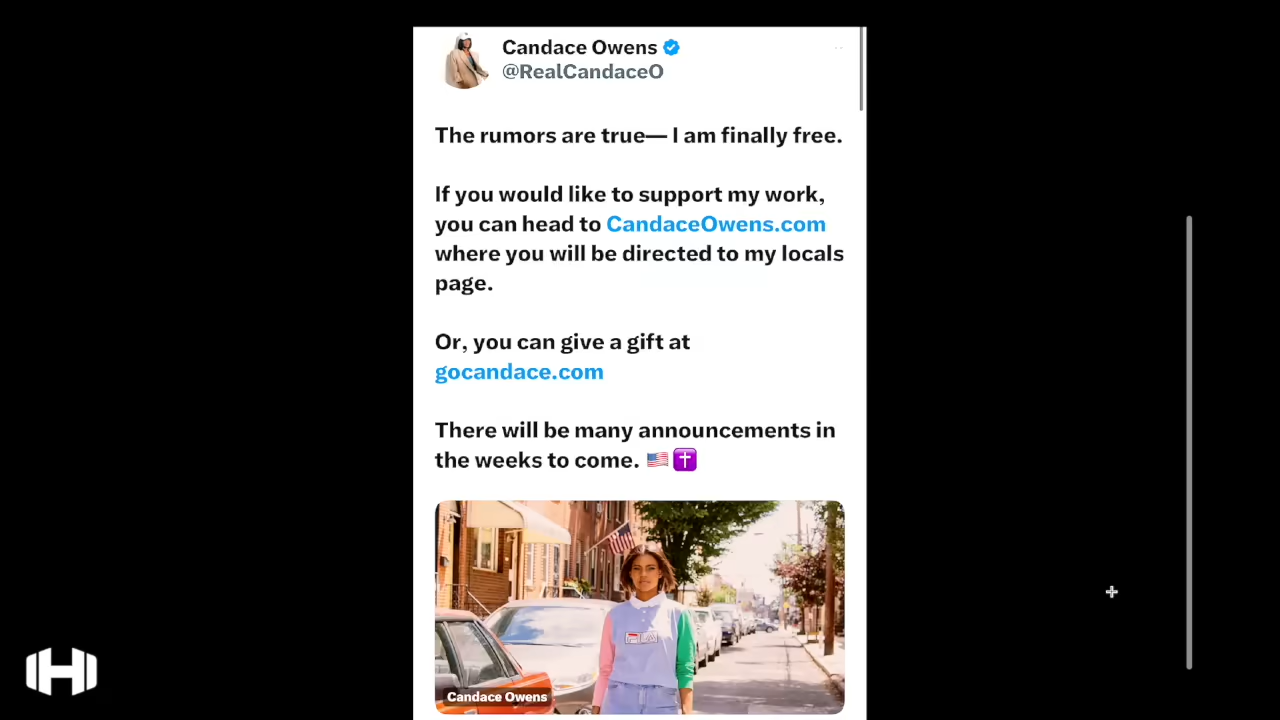 Candace Owens
@RealCandaceO
The rumors are true— I am finally free.
If you would like to support my work,
you can head to CandaceOwens.com
where you will be directed to my locals
page.
Or, you can give a gift at
gocandace.com
There will be many announcements in
the weeks to come. 🇺🇸✝️
FILA
Candace Owens
H